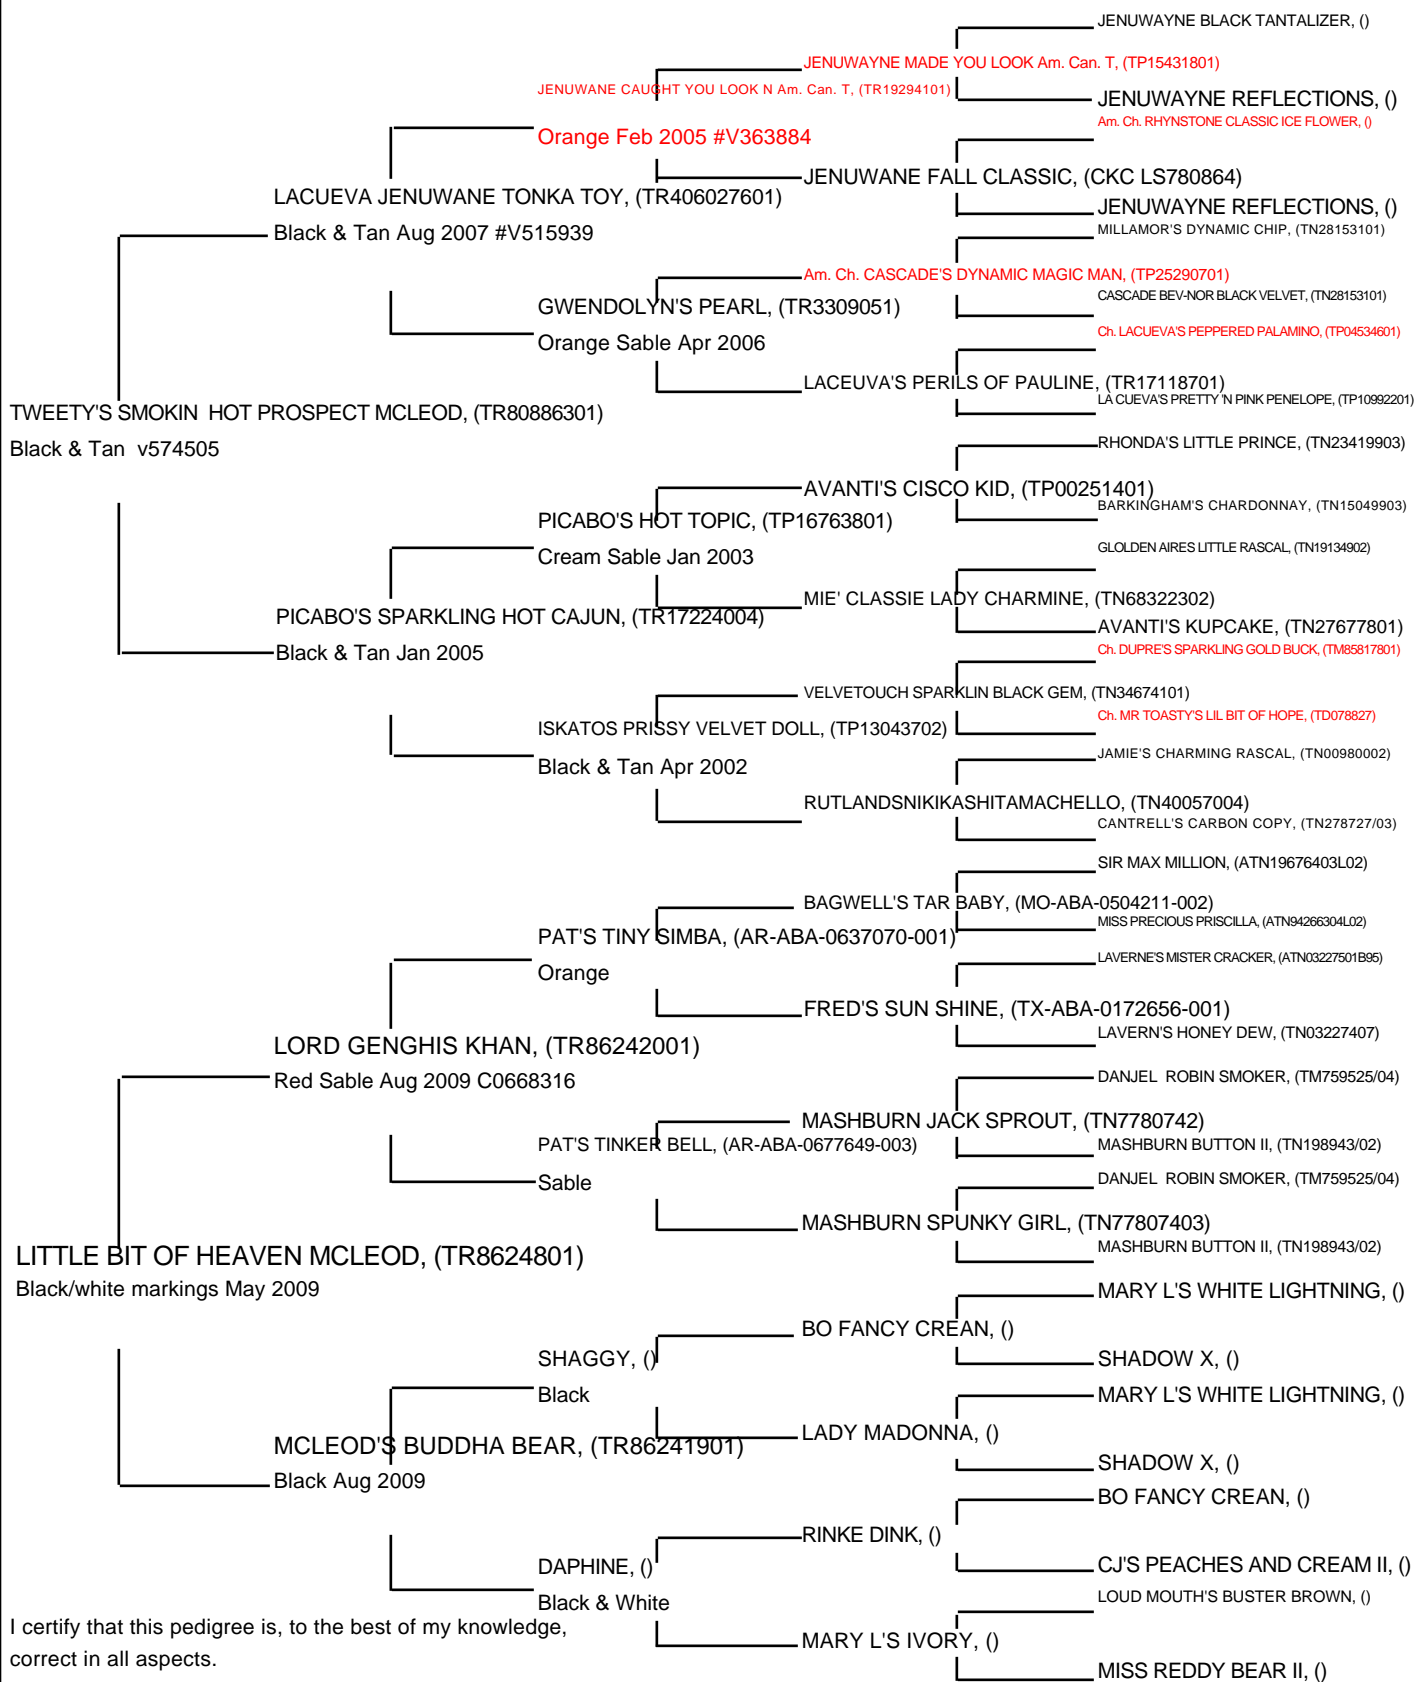 JENUWAYNE BLACK TANTALIZER, ()
JENUWAYNE MADE YOU LOOK Am. Can. T, (TP15431801)
JENUWANE CAUGHT YOU LOOK N Am. Can. T, (TR19294101)
JENUWAYNE REFLECTIONS, ()
Am. Ch. RHYNSTONE CLASSIC ICE FLOWER, ()
Orange Feb 2005 #V363884
JENUWANE FALL CLASSIC, (CKC LS780864)
LACUEVA JENUWANE TONKA TOY, (TR406027601)
JENUWAYNE REFLECTIONS, ()
Black & Tan Aug 2007 #V515939
MILLAMOR'S DYNAMIC CHIP, (TN28153101)
Am. Ch. CASCADE'S DYNAMIC MAGIC MAN, (TP25290701)
CASCADE BEV-NOR BLACK VELVET, (TN28153101)
GWENDOLYN'S PEARL, (TR3309051)
Ch. LACUEVA'S PEPPERED PALAMINO, (TP04534601)
Orange Sable Apr 2006
LACEUVA'S PERILS OF PAULINE, (TR17118701)
LA CUEVA'S PRETTY 'N PINK PENELOPE, (TP10992201)
TWEETY'S SMOKIN  HOT PROSPECT MCLEOD, (TR80886301)
Black & Tan  v574505
RHONDA'S LITTLE PRINCE, (TN23419903)
AVANTI'S CISCO KID, (TP00251401)
BARKINGHAM'S CHARDONNAY, (TN15049903)
PICABO'S HOT TOPIC, (TP16763801)
Cream Sable Jan 2003
GLOLDEN AIRES LITTLE RASCAL, (TN19134902)
MIE' CLASSIE LADY CHARMINE, (TN68322302)
PICABO'S SPARKLING HOT CAJUN, (TR17224004)
AVANTI'S KUPCAKE, (TN27677801)
Black & Tan Jan 2005
Ch. DUPRE'S SPARKLING GOLD BUCK, (TM85817801)
VELVETOUCH SPARKLIN BLACK GEM, (TN34674101)
Ch. MR TOASTY'S LIL BIT OF HOPE, (TD078827)
ISKATOS PRISSY VELVET DOLL, (TP13043702)
Black & Tan Apr 2002
JAMIE'S CHARMING RASCAL, (TN00980002)
RUTLANDSNIKIKASHITAMACHELLO, (TN40057004)
CANTRELL'S CARBON COPY, (TN278727/03)
SIR MAX MILLION, (ATN19676403L02)
BAGWELL'S TAR BABY, (MO-ABA-0504211-002)
MISS PRECIOUS PRISCILLA, (ATN94266304L02)
PAT'S TINY SIMBA, (AR-ABA-0637070-001)
Orange
LAVERNE'S MISTER CRACKER, (ATN03227501B95)
FRED'S SUN SHINE, (TX-ABA-0172656-001)
LAVERN'S HONEY DEW, (TN03227407)
LORD GENGHIS KHAN, (TR86242001)
Red Sable Aug 2009 C0668316
DANJEL  ROBIN SMOKER, (TM759525/04)
MASHBURN JACK SPROUT, (TN7780742)
PAT'S TINKER BELL, (AR-ABA-0677649-003)
MASHBURN BUTTON II, (TN198943/02)
Sable
DANJEL  ROBIN SMOKER, (TM759525/04)
MASHBURN SPUNKY GIRL, (TN77807403)
MASHBURN BUTTON II, (TN198943/02)
LITTLE BIT OF HEAVEN MCLEOD, (TR8624801)
Black/white markings May 2009
MARY L'S WHITE LIGHTNING, ()
BO FANCY CREAN, ()
SHAGGY, ()
SHADOW X, ()
Black
MARY L'S WHITE LIGHTNING, ()
LADY MADONNA, ()
MCLEOD'S BUDDHA BEAR, (TR86241901)
SHADOW X, ()
Black Aug 2009
BO FANCY CREAN, ()
RINKE DINK, ()
DAPHINE, ()
CJ'S PEACHES AND CREAM II, ()
Black & White
LOUD MOUTH'S BUSTER BROWN, ()
MARY L'S IVORY, ()
MISS REDDY BEAR II, ()
I certify that this pedigree is, to the best of my knowledge,
correct in all aspects.